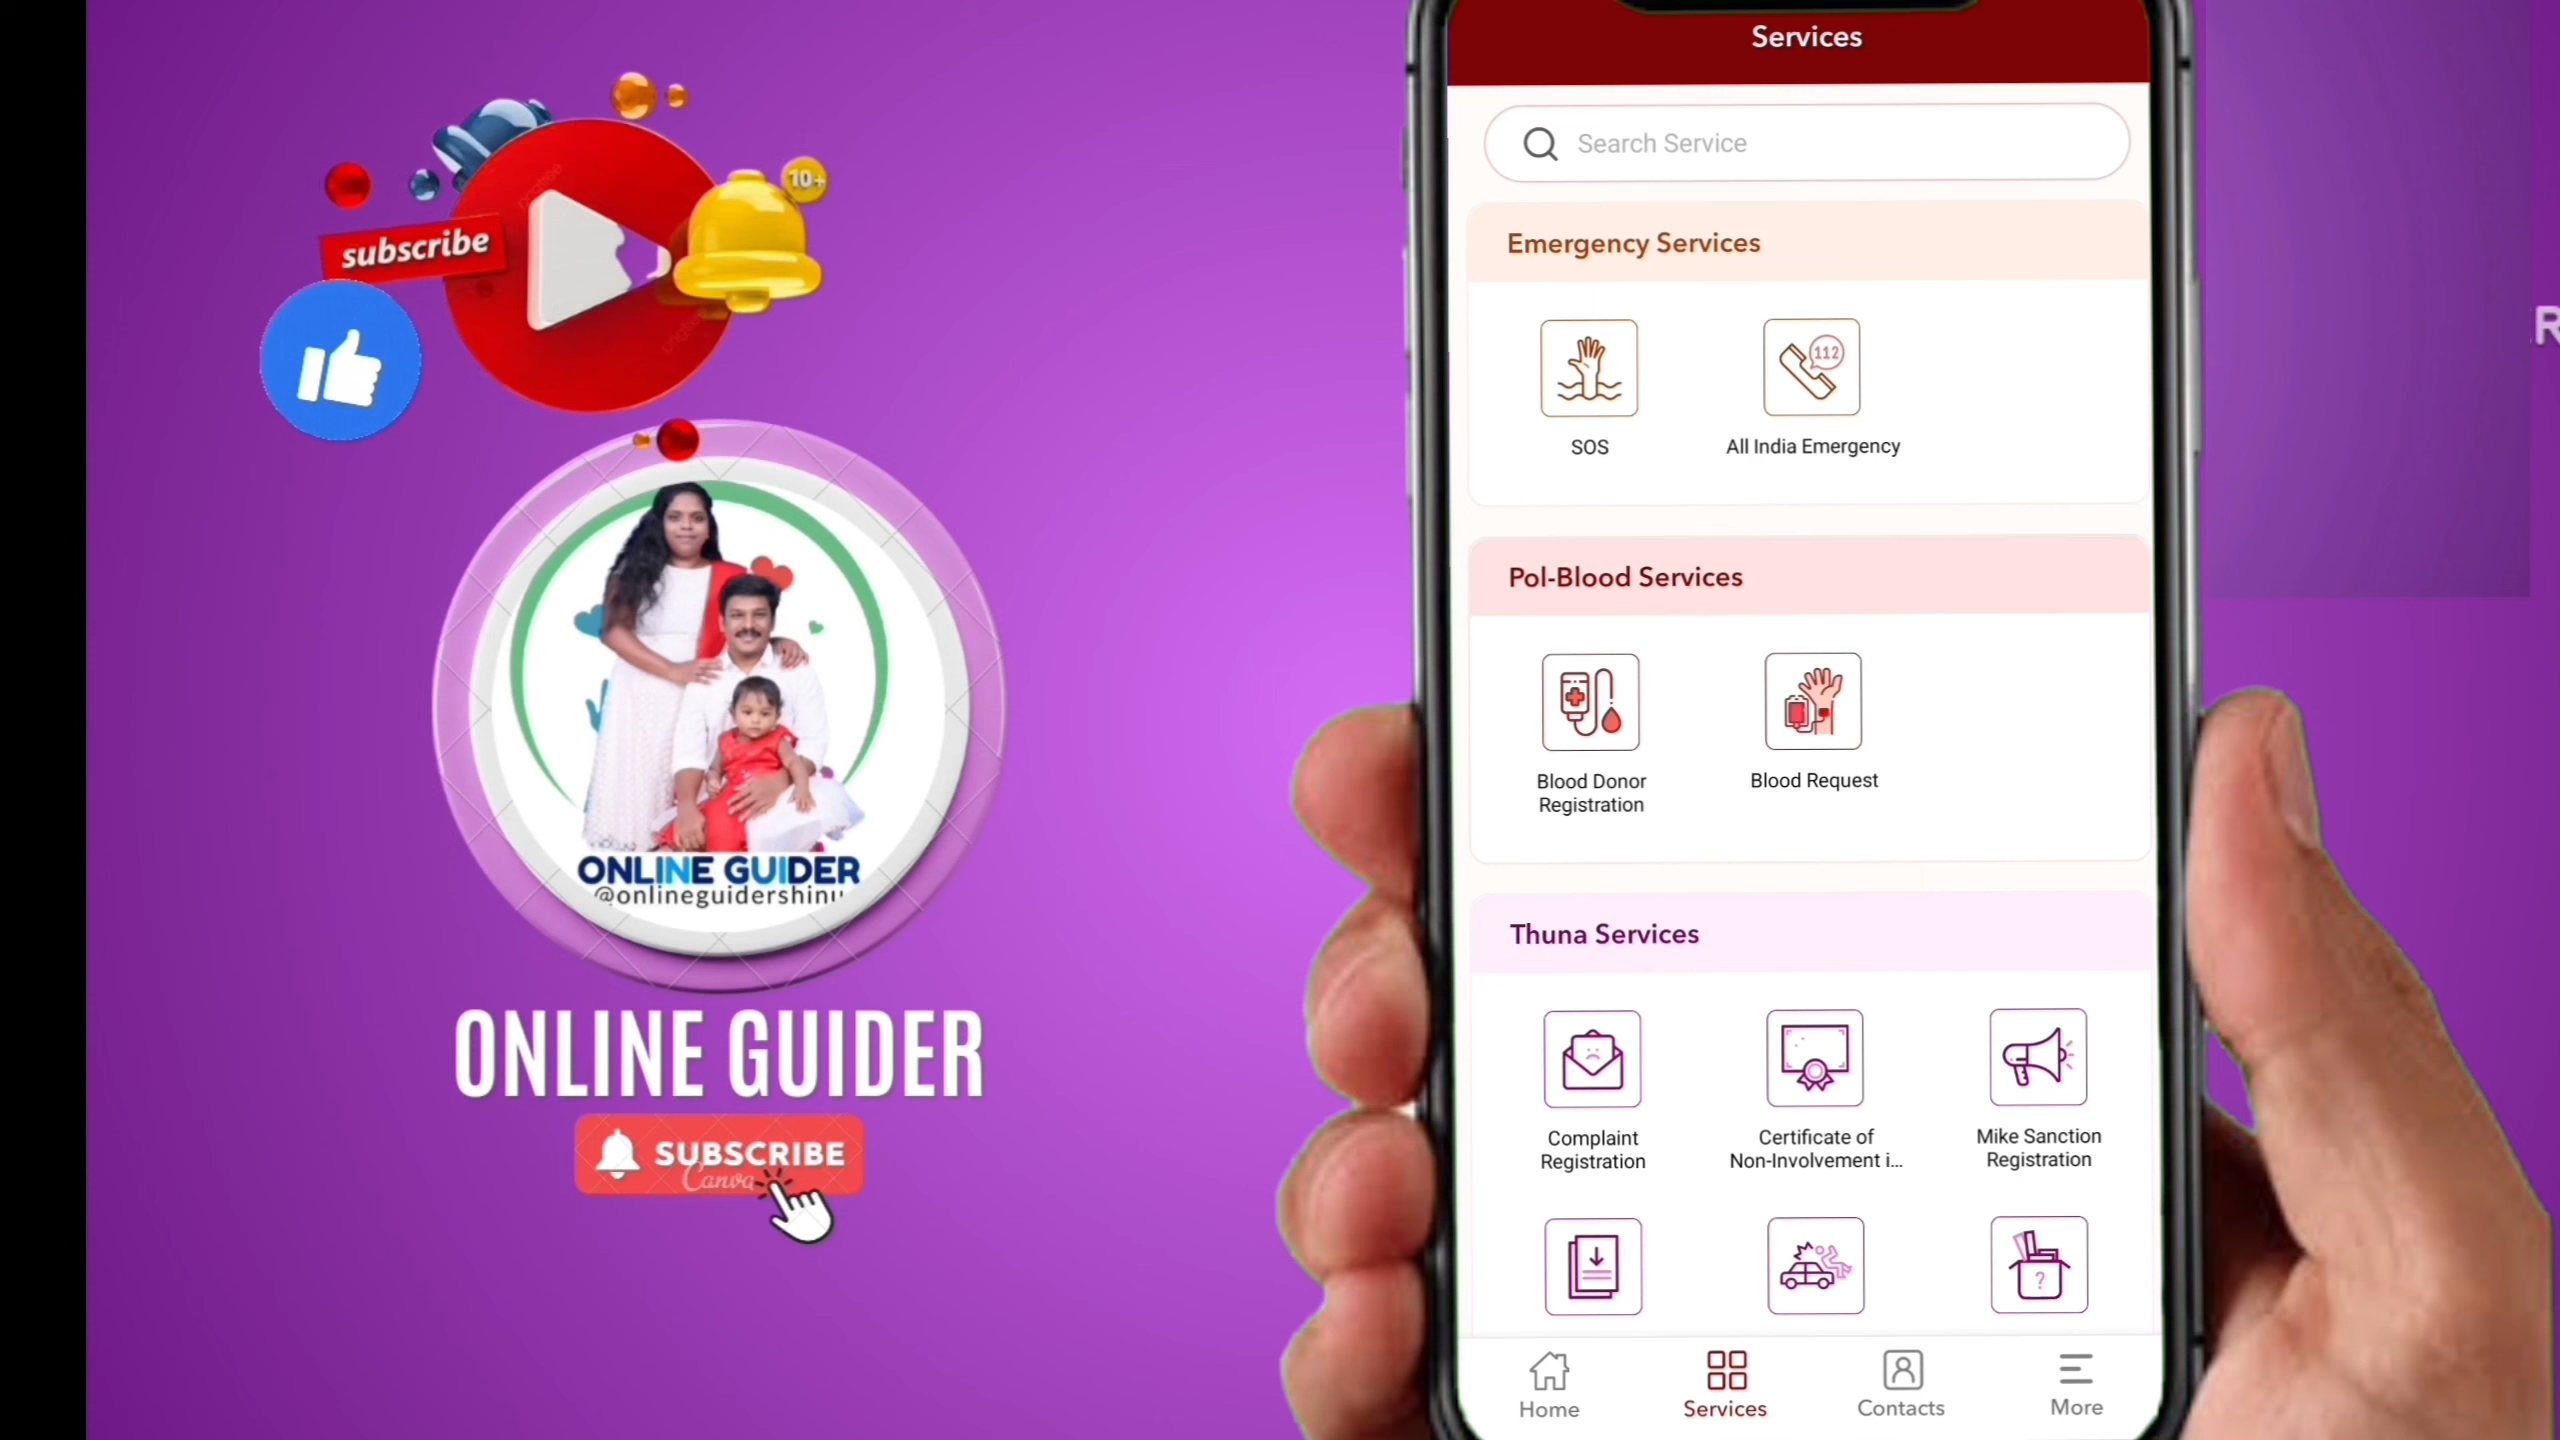 subscribe
10+
ONLINE GUIDER
@onlineguidershinu
ONLINE GUIDER
SUBSCRIBE
Canva
Services
Search Service
Emergency Services
112
SOS
All India Emergency
Pol-Blood Services
Blood Donor
Registration
Blood Request
Thuna Services
Complaint
Registration
Certificate of
Non-Involvement i...
Mike Sanction
Registration
?
Home
Services
Contacts
More
R